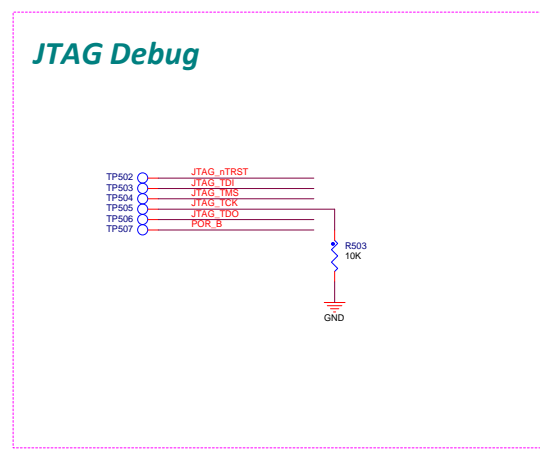 JTAG Debug
TP502 JTAG_nTRST
TP503 JTAG_TDI
TP504 JTAG_TMS
TP505 JTAG_TCK
TP506 JTAG_TDO
TP507 POR_B
R503
10K
GND